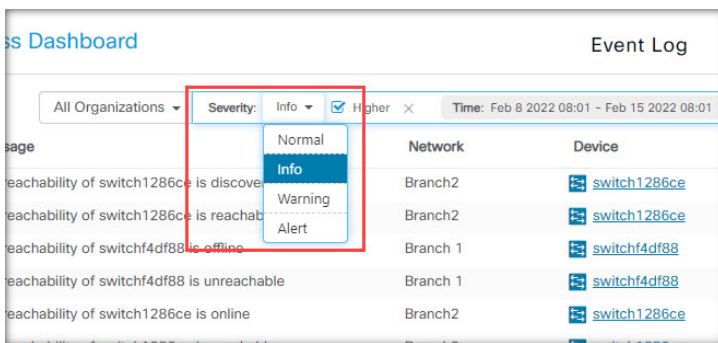 ss Dashboard
Event Log
All Organizations
Severity: Info Higher ×
Time: Feb 8 2022 08:01 ~ Feb 15 2022 08:01
Normal
Info
Warning
Alert
sage Network Device
reachability of switch1286ce is discove Branch2 switch1286ce
reachability of switch1286ce is reachab Branch2 switch1286ce
reachability of switchf4df88 is offline Branch 1 switchf4df88
reachability of switchf4df88 is unreachable Branch 1 switchf4df88
reachability of switch1286ce is online Branch2 switch1286ce